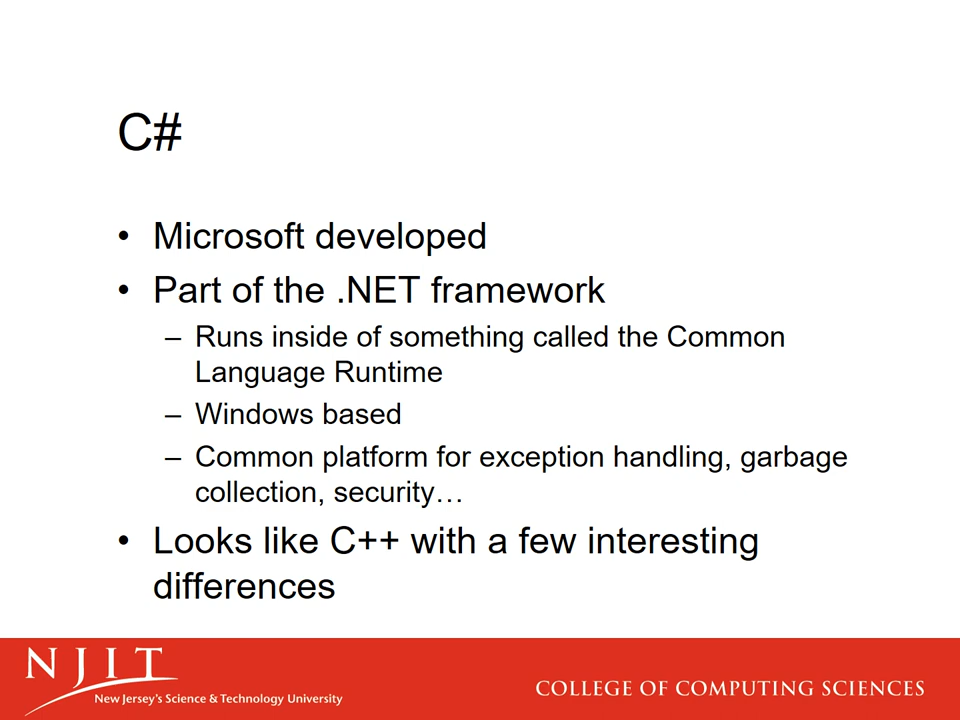 C#
• Microsoft developed
• Part of the .NET framework
– Runs inside of something called the Common
Language Runtime
– Windows based
– Common platform for exception handling, garbage
collection, security…
• Looks like C++ with a few interesting
differences
NJIT
New Jersey's Science & Technology University
COLLEGE OF COMPUTING SCIENCES